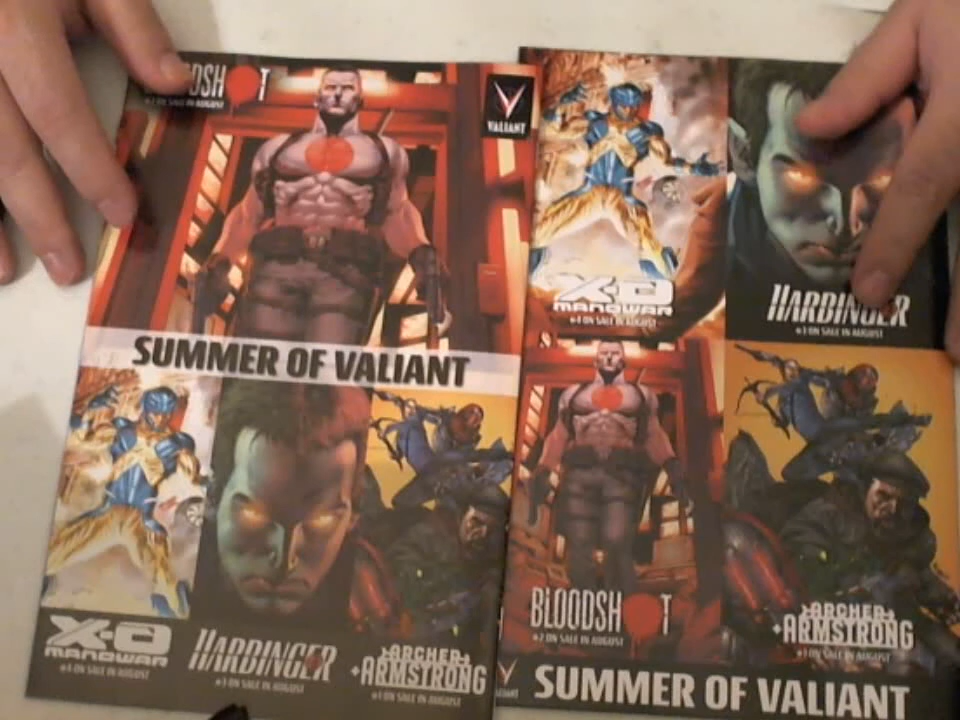 BLOODSHOT
#2 ON SALE IN AUGUST
VALIANT
SUMMER OF VALIANT
X-O
MANOWAR
#4 ON SALE IN AUGUST
HARBINGER
#3 ON SALE IN AUGUST
ARCHER
+ARMSTRONG
#1 ON SALE IN AUGUST
X-O
MANOWAR
#4 ON SALE IN AUGUST
HARBINGER
#3 ON SALE IN AUGUST
BLOODSHOT
#2 ON SALE IN AUGUST
ARCHER
+ARMSTRONG
#1 ON SALE IN AUGUST
VALIANT
SUMMER OF VALIANT